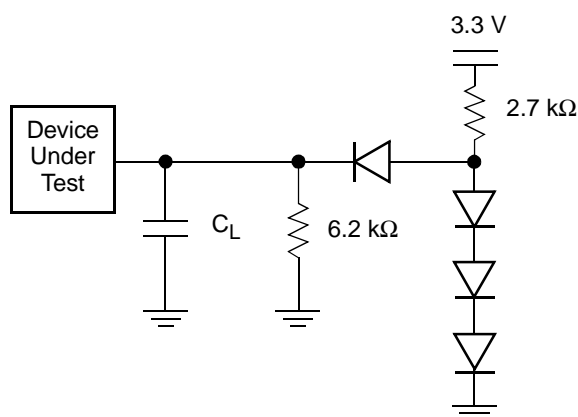 3.3 V
2.7 kΩ
Device
Under
Test
C_L
6.2 kΩ